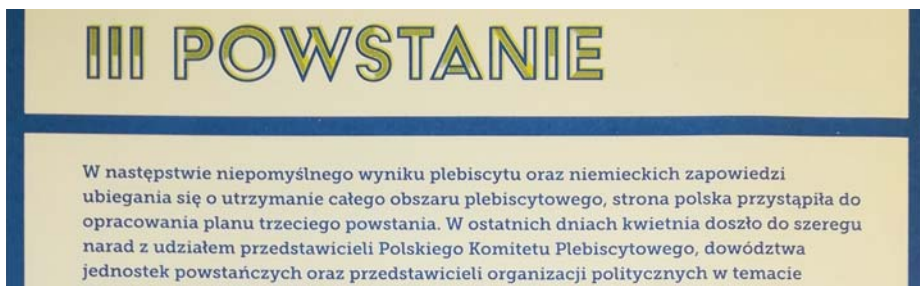 III POWSTANIE
W następstwie niepomyślnego wyniku plebiscytu oraz niemieckich zapowiedzi
ubiegania się o utrzymanie całego obszaru plebiscytowego, strona polska przystąpiła do
opracowania planu trzeciego powstania. W ostatnich dniach kwietnia doszło do szeregu
narad z udziałem przedstawicieli Polskiego Komitetu Plebiscytowego, dowództwa
jednostek powstańczych oraz przedstawicieli organizacji politycznych w temacie